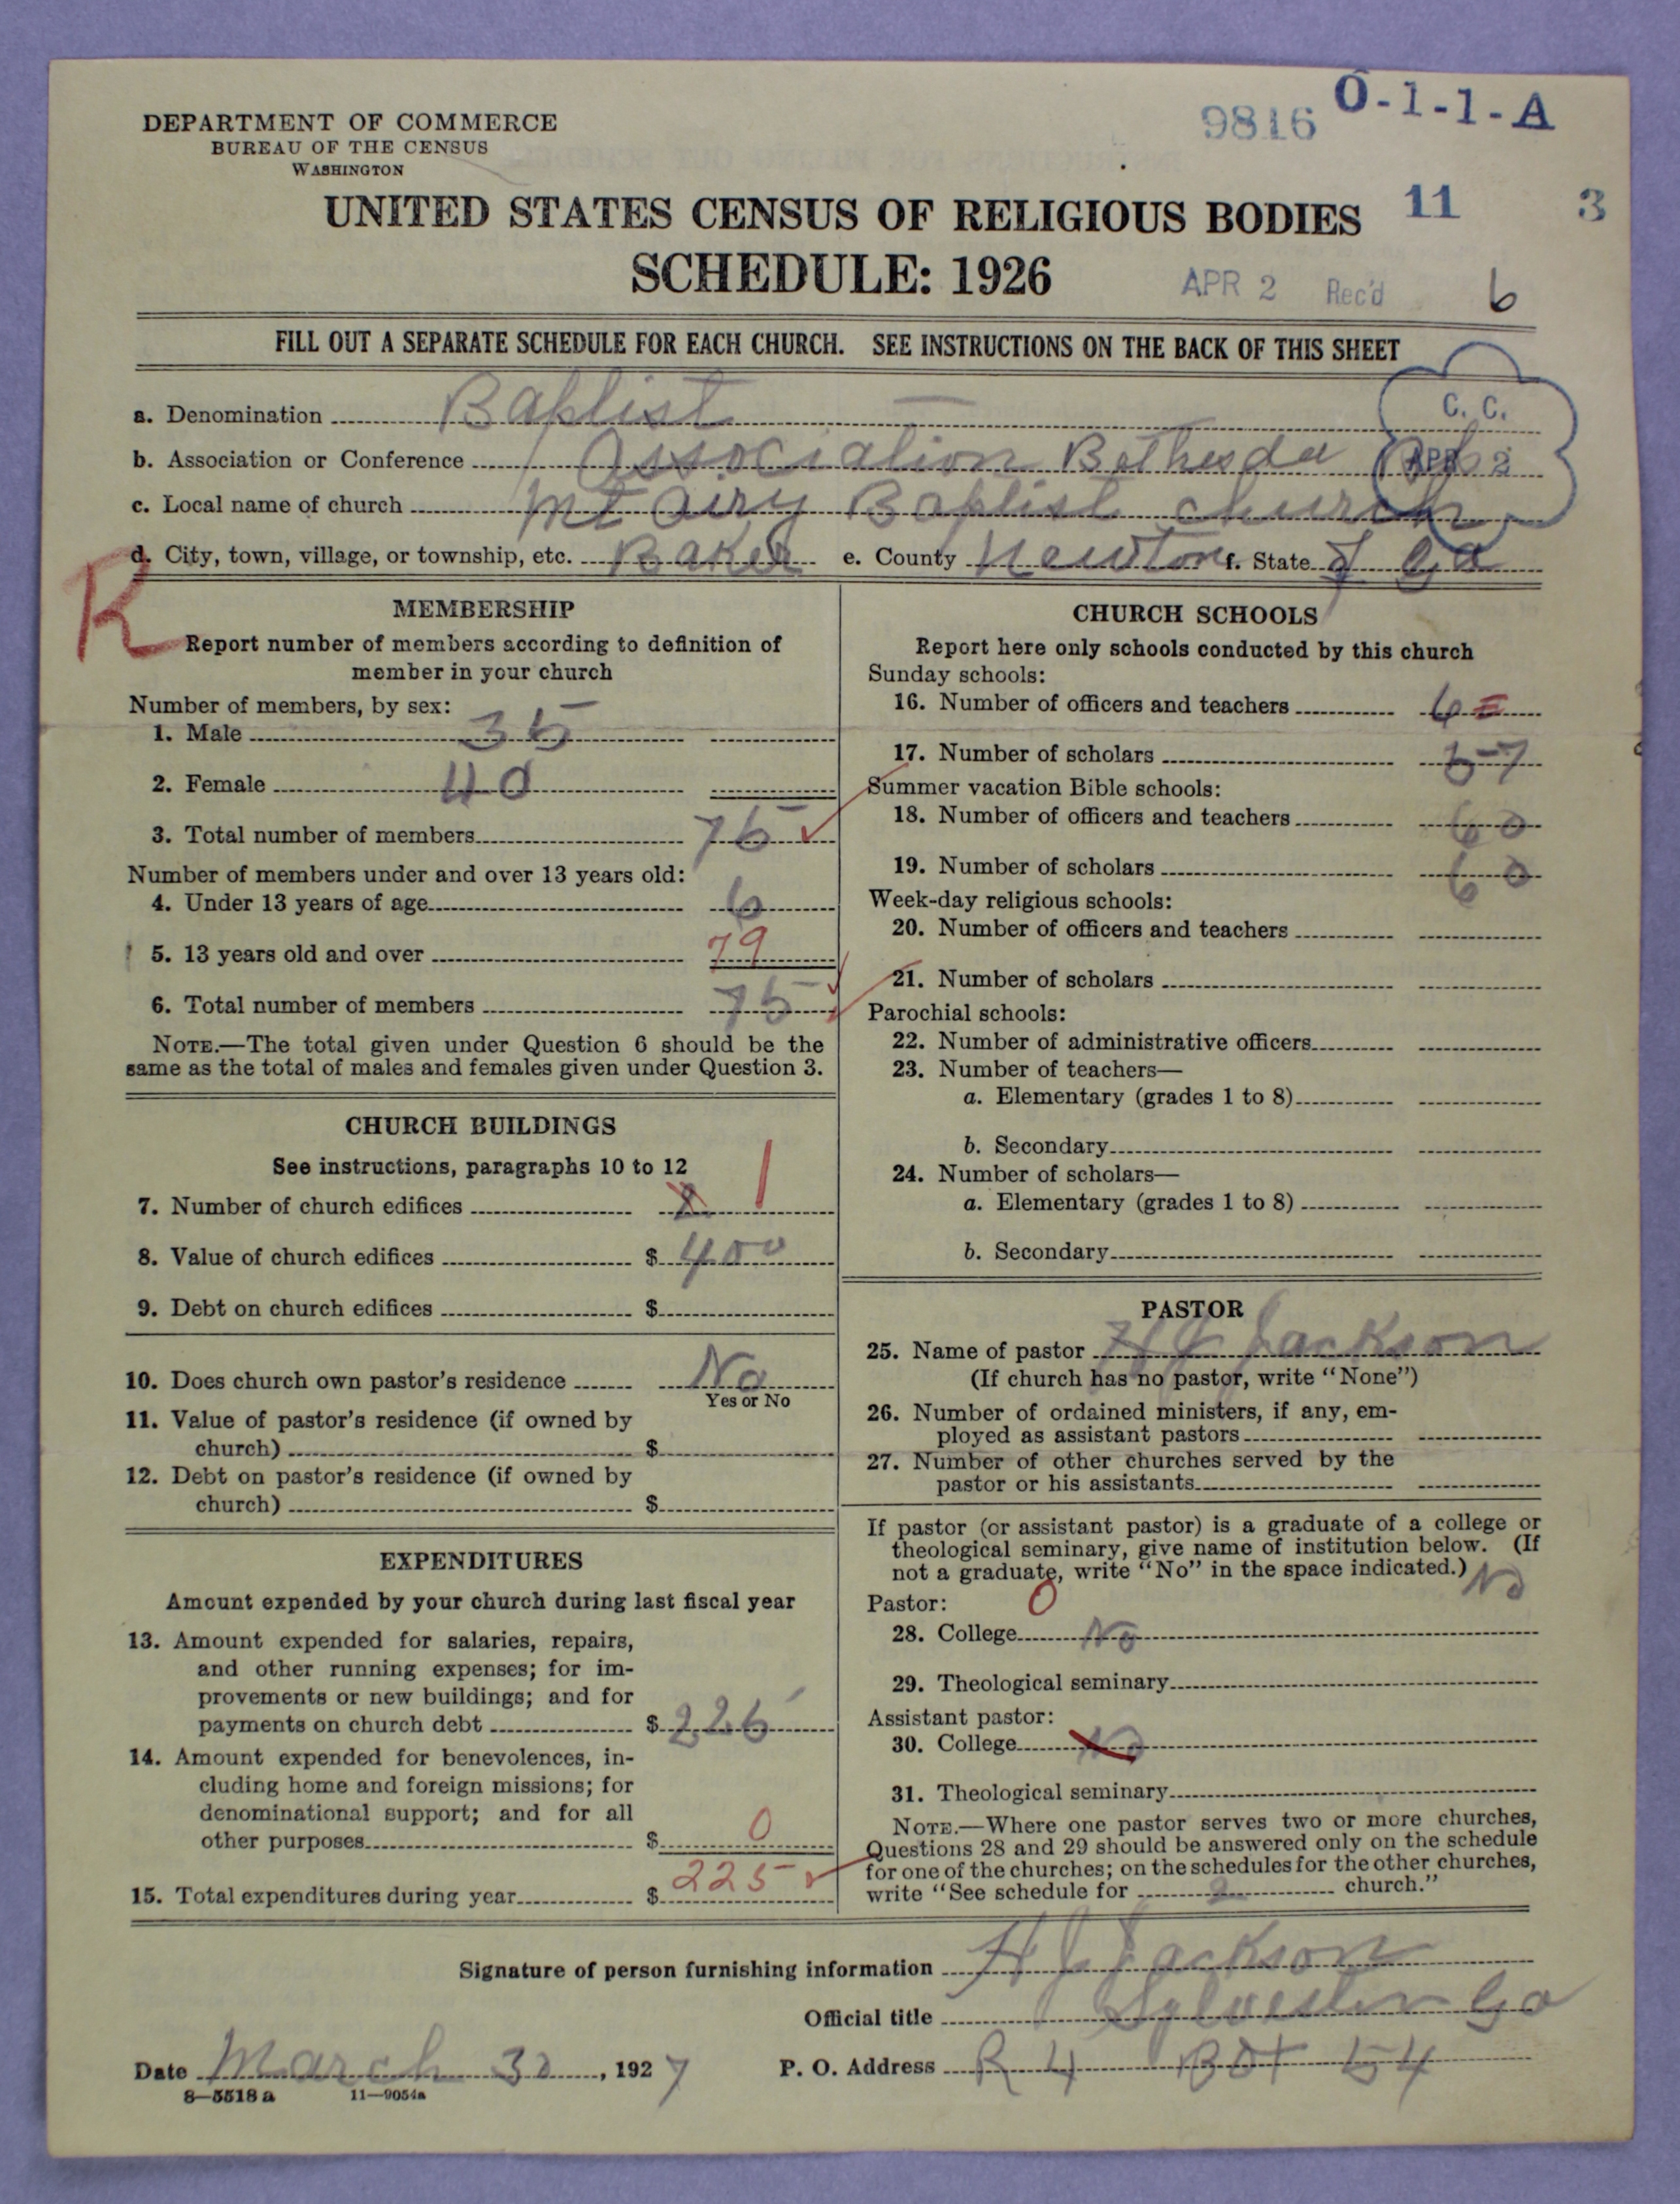 9816 O-1-1-A
DEPARTMENT OF COMMERCE
BUREAU OF THE CENSUS
WASHINGTON
UNITED STATES CENSUS OF RELIGIOUS BODIES 11 3
SCHEDULE: 1926 APR 2 Rec'd 6
FILL OUT A SEPARATE SCHEDULE FOR EACH CHURCH. SEE INSTRUCTIONS ON THE BACK OF THIS SHEET
C. C.
a. Denomination Baptist
b. Association or Conference Association Bethesda APR 2
c. Local name of church Mt Airy Baptist church
d. City, town, village, or township, etc. Baker e. County Newton f. State Ga
R
MEMBERSHIP
Report number of members according to definition of
member in your church
Number of members, by sex:
1. Male 35
2. Female 40
3. Total number of members 75
Number of members under and over 13 years old:
4. Under 13 years of age 6
5. 13 years old and over 79
6. Total number of members 75
NOTE.—The total given under Question 6 should be the
same as the total of males and females given under Question 3.
CHURCH BUILDINGS
See instructions, paragraphs 10 to 12
7. Number of church edifices 1
8. Value of church edifices $ 400
9. Debt on church edifices $
10. Does church own pastor's residence No
Yes or No
11. Value of pastor's residence (if owned by
church) $
12. Debt on pastor's residence (if owned by
church) $
EXPENDITURES
Amount expended by your church during last fiscal year
13. Amount expended for salaries, repairs,
and other running expenses; for im-
provements or new buildings; and for
payments on church debt $ 225
14. Amount expended for benevolences, in-
cluding home and foreign missions; for
denominational support; and for all
other purposes $ 0
15. Total expenditures during year $ 225
CHURCH SCHOOLS
Report here only schools conducted by this church
Sunday schools:
16. Number of officers and teachers 6
17. Number of scholars 57
Summer vacation Bible schools:
18. Number of officers and teachers 60
19. Number of scholars 60
Week-day religious schools:
20. Number of officers and teachers
21. Number of scholars
Parochial schools:
22. Number of administrative officers
23. Number of teachers—
a. Elementary (grades 1 to 8)
b. Secondary
24. Number of scholars—
a. Elementary (grades 1 to 8)
b. Secondary
PASTOR
25. Name of pastor H J Jackson
(If church has no pastor, write "None")
26. Number of ordained ministers, if any, em-
ployed as assistant pastors
27. Number of other churches served by the
pastor or his assistants
If pastor (or assistant pastor) is a graduate of a college or
theological seminary, give name of institution below. (If
not a graduate, write "No" in the space indicated.) No
Pastor: 0
28. College No
29. Theological seminary
Assistant pastor:
30. College No
31. Theological seminary
NOTE.—Where one pastor serves two or more churches,
Questions 28 and 29 should be answered only on the schedule
for one of the churches; on the schedules for the other churches,
write "See schedule for 2 church."
Signature of person furnishing information H J Jackson
Official title Sylvester Ga
Date March 30, 1927 P. O. Address R 4 Box 54
8—5518 a 11—9054a